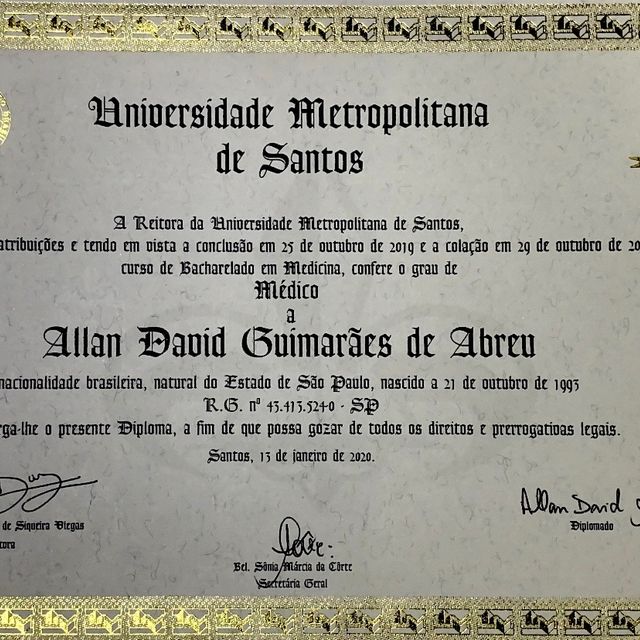 Universidade Metropolitana
de Santos
A Reitora da Universidade Metropolitana de Santos,
atribuições e tendo em vista a conclusão em 25 de outubro de 2019 e a colação em 29 de outubro de 20
curso de Bacharelado em Medicina, confere o grau de
Médico
a
Allan David Guimarães de Abreu
nacionalidade brasileira, natural do Estado de São Paulo, nascido a 21 de outubro de 1993
R.G. nº 43.413.524-0 - SP
rga-lhe o presente Diploma, a fim de que possa gozar de todos os direitos e prerrogativas legais.
Santos, 13 de janeiro de 2020.
Allan David
de Siqueira Viegas
Diplomado
tora
Bel. Sônia Márcia da Côrte
Secretária Geral